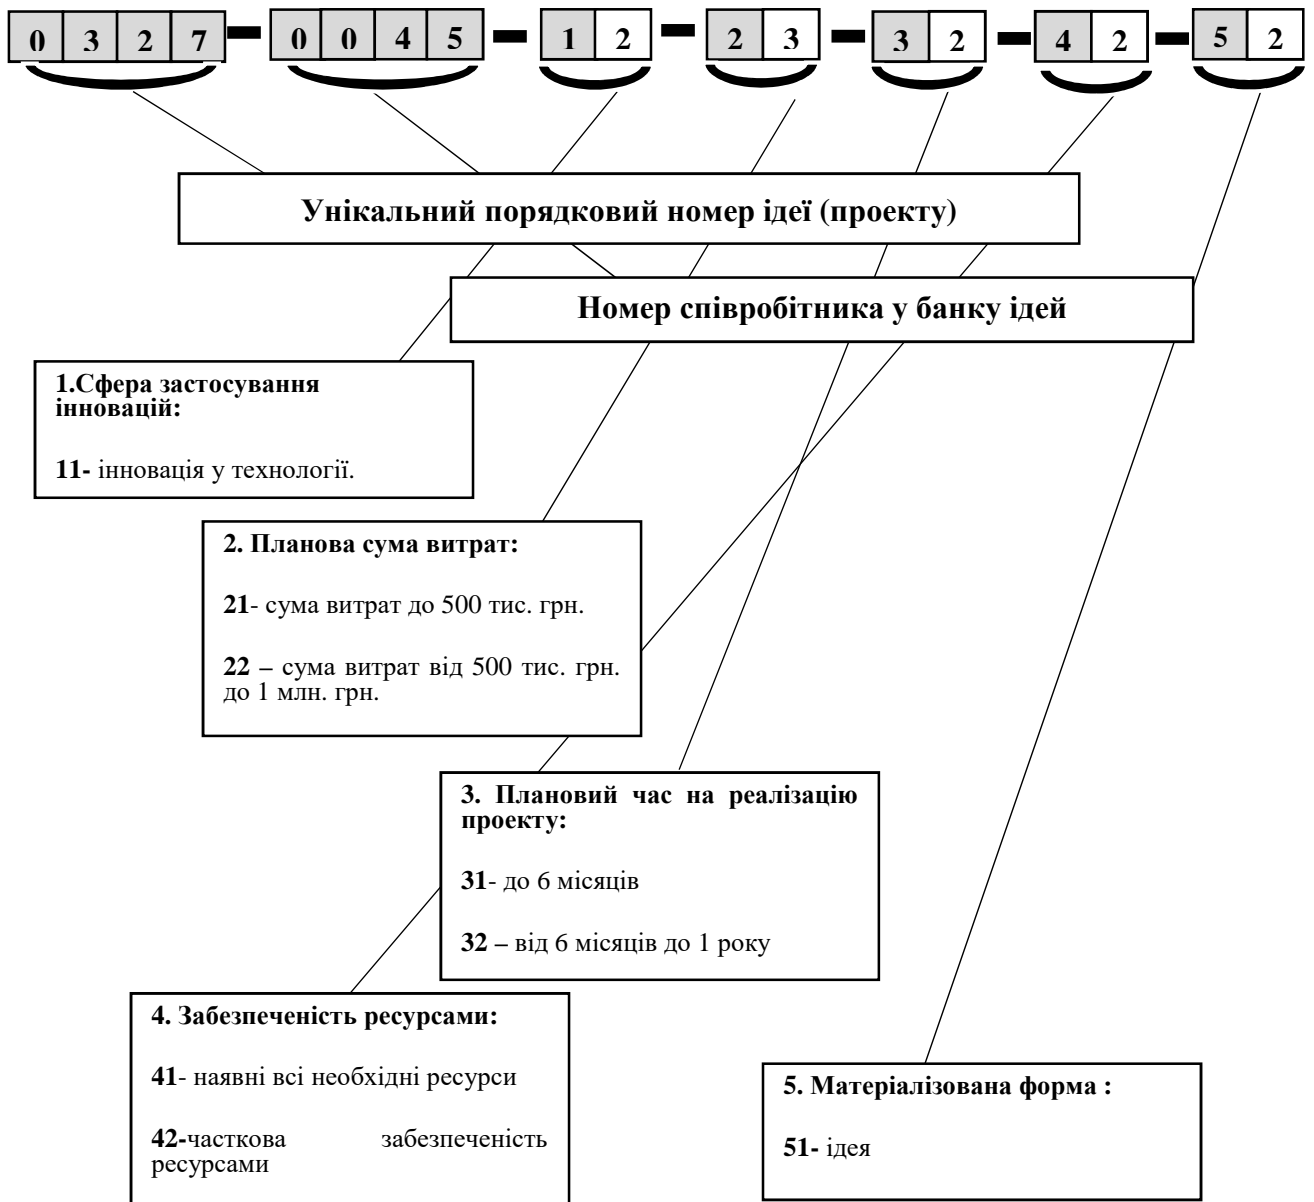 0 3 2 7 - 0 0 4 5 - 1 2 - 2 3 - 3 2 - 4 2 - 5 2
Унікальний порядковий номер ідеї (проекту)
Номер співробітника у банку ідей
1.Сфера застосування
інновацій:
11- інновація у технології.
2. Планова сума витрат:
21- сума витрат до 500 тис. грн.
22 – сума витрат від 500 тис. грн.
до 1 млн. грн.
3. Плановий час на реалізацію
проекту:
31- до 6 місяців
32 – від 6 місяців до 1 року
4. Забезпеченість ресурсами:
41- наявні всі необхідні ресурси
42-часткова забезпеченість
ресурсами
5. Матеріалізована форма :
51- ідея